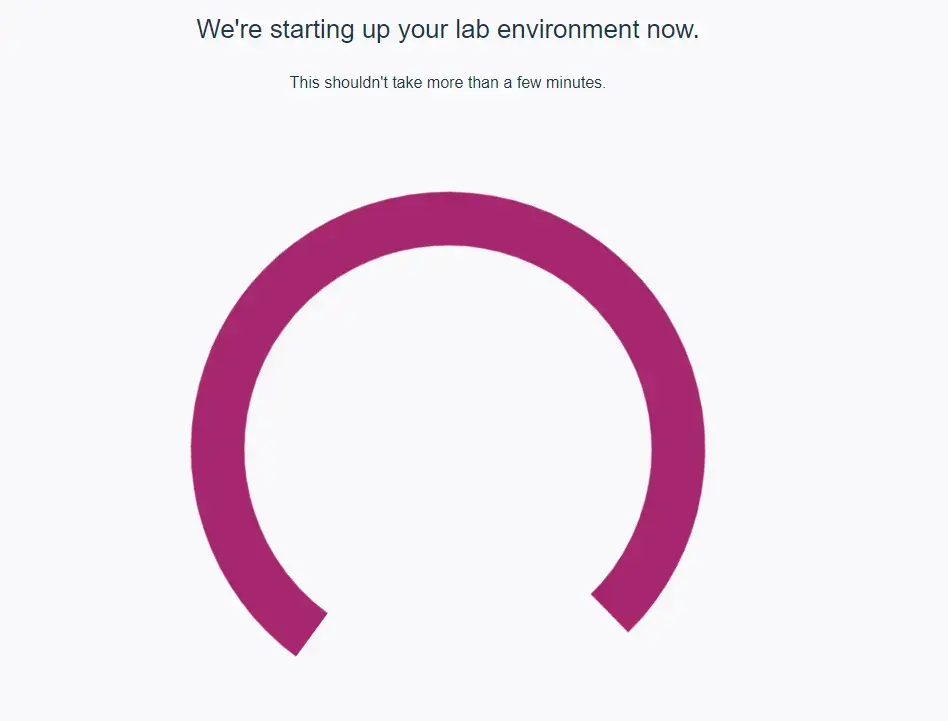 We're starting up your lab environment now.
This shouldn't take more than a few minutes.